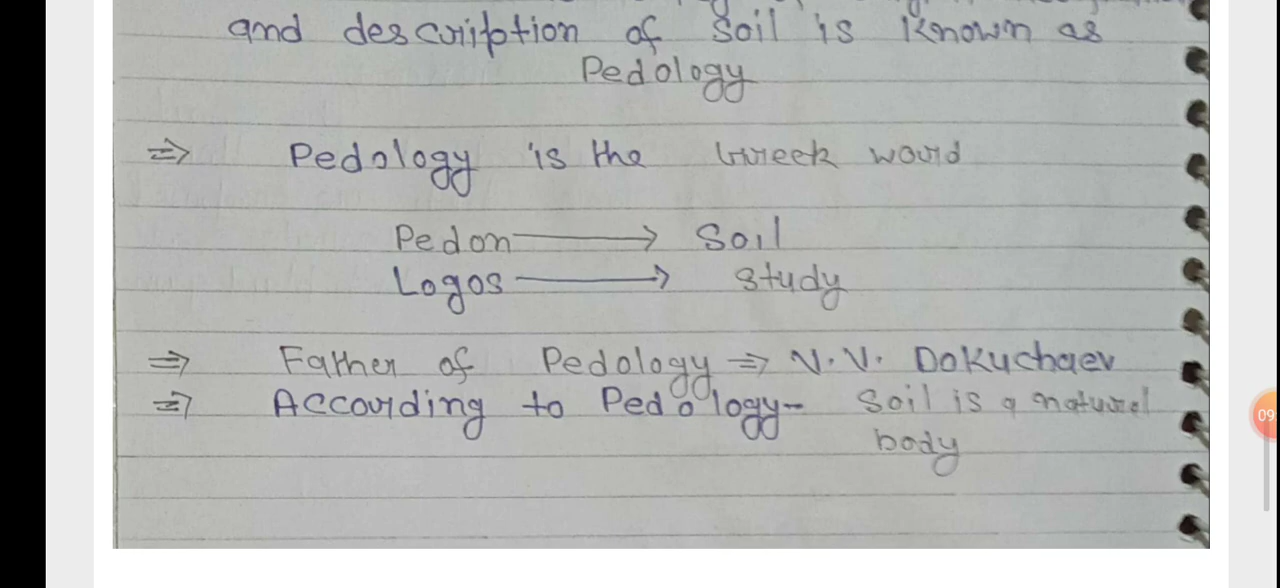 and description of soil is known as
Pedology
⇒ Pedology is the Greek word
Pedon → Soil
Logos → study
⇒ Father of Pedology ⇒ V.V. Dokuchaev
⇒ According to Pedology- Soil is a natural
body
09